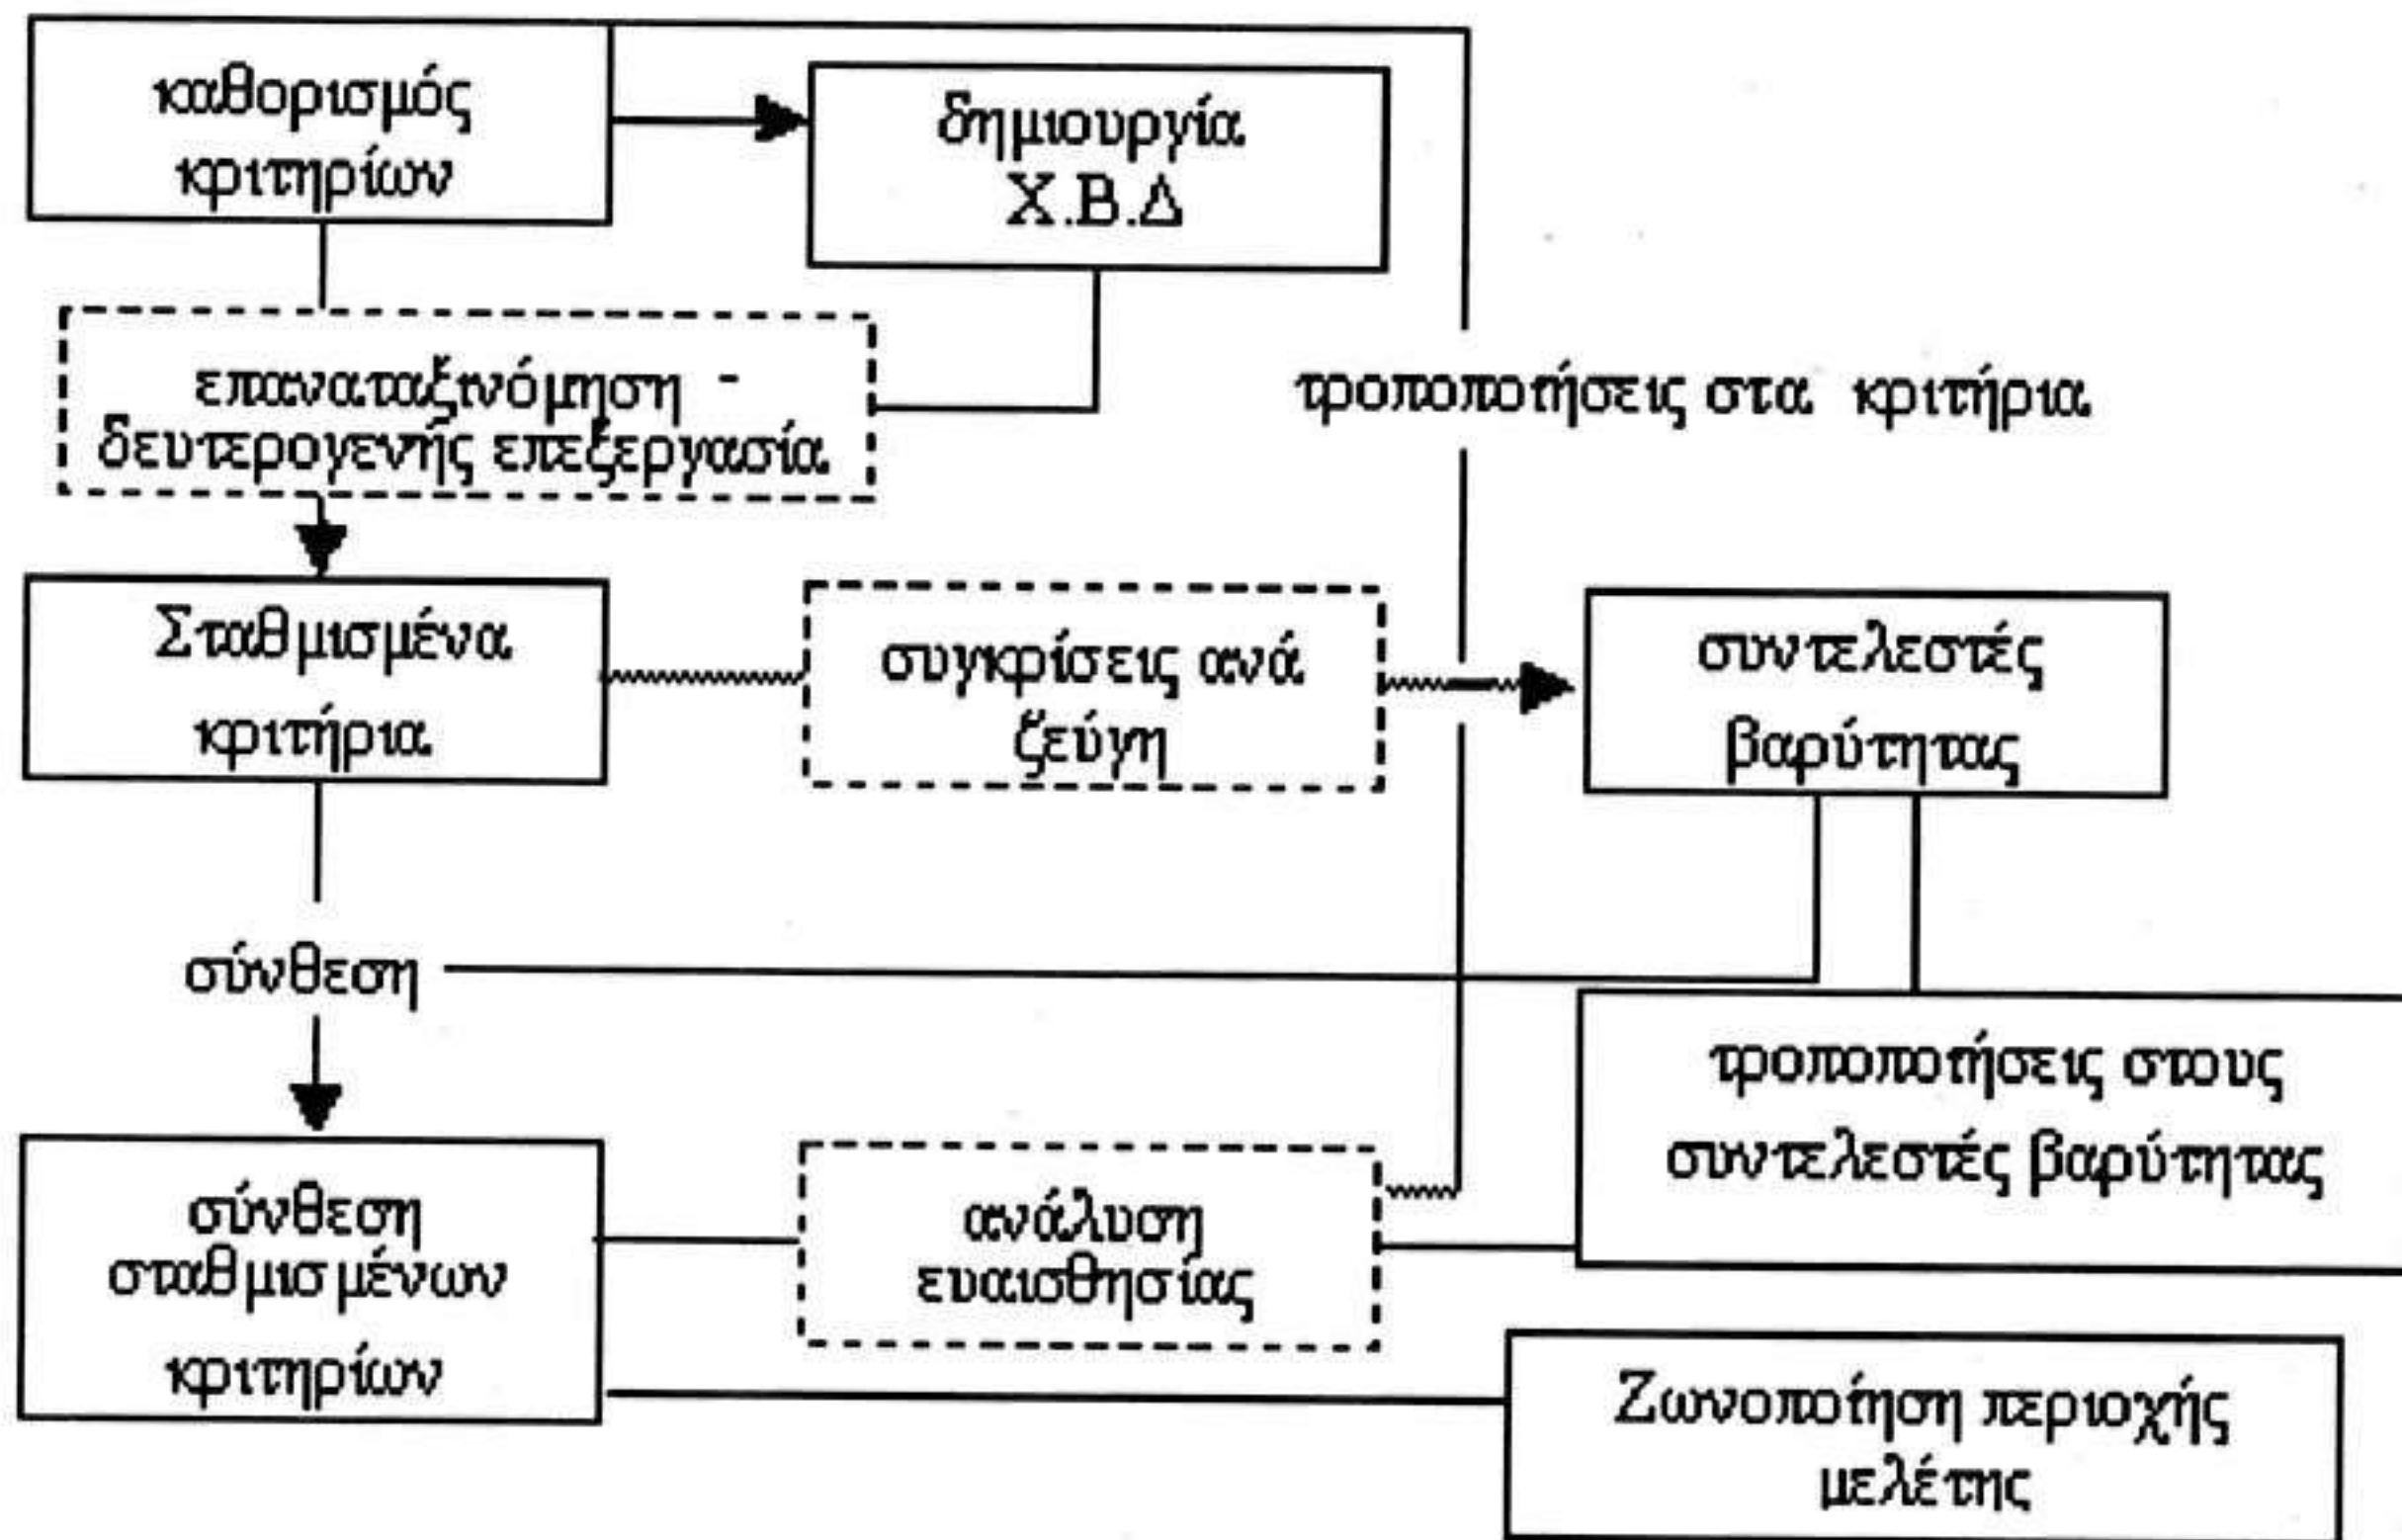 καθορισμός
κριτηρίων
δημιουργία
Χ.Β.Δ
επαναταξινόμηση -
δευτερογενής επεξεργασία
τροποποιήσεις στα κριτήρια
Σταθμισμένα
κριτήρια
συγκρίσεις ανά
ζεύγη
συντελεστές
βαρύτητας
σύνθεση
τροποποιήσεις στους
συντελεστές βαρύτητας
σύνθεση
σταθμισμένων
κριτηρίων
ανάλυση
ευαισθησίας
Ζωνοποίηση περιοχής
μελέτης